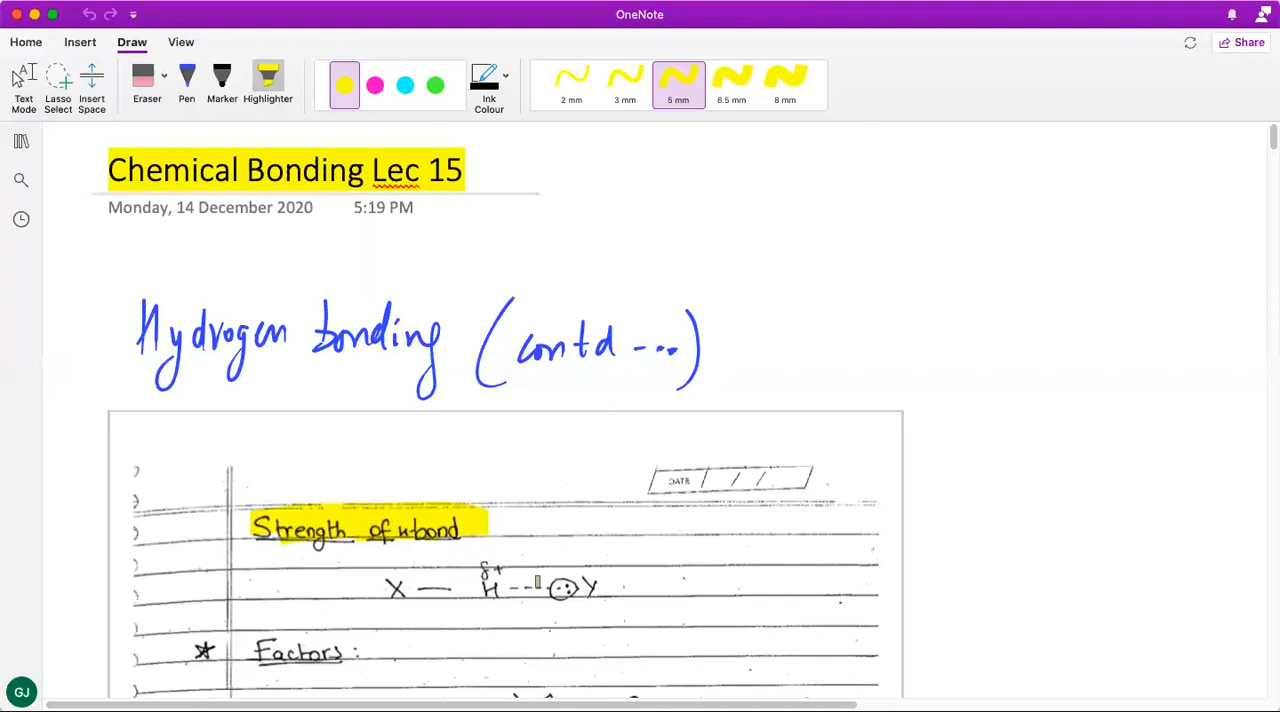 OneNote
Home Insert Draw View
Share
Text Mode
Lasso Select
Insert Space
Eraser
Pen
Marker
Highlighter
Ink Colour
2 mm
3 mm
5 mm
6.5 mm
8 mm
Chemical Bonding Lec 15
Monday, 14 December 2020 5:19 PM
Hydrogen bonding (contd ---)
DATE / /
Strength of H-bond
δ+
X — H ---- : Y
Factors :
GJ